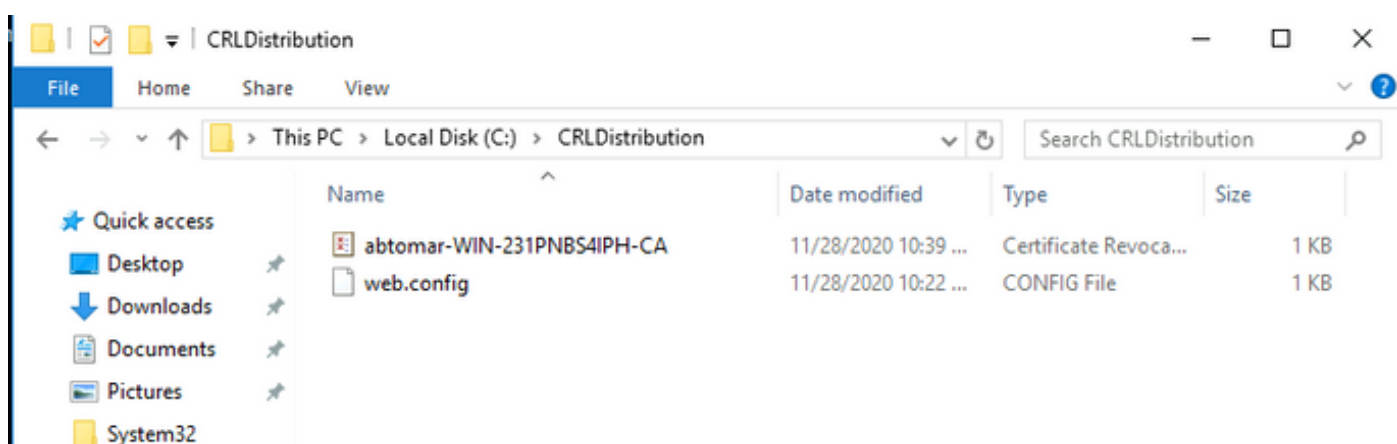 CRLDistribution
File Home Share View
This PC > Local Disk (C:) > CRLDistribution Search CRLDistribution
Name Date modified Type Size
Quick access
abtomar-WIN-231PNBS4IPH-CA 11/28/2020 10:39 ... Certificate Revoca... 1 KB
Desktop
web.config 11/28/2020 10:22 ... CONFIG File 1 KB
Downloads
Documents
Pictures
System32